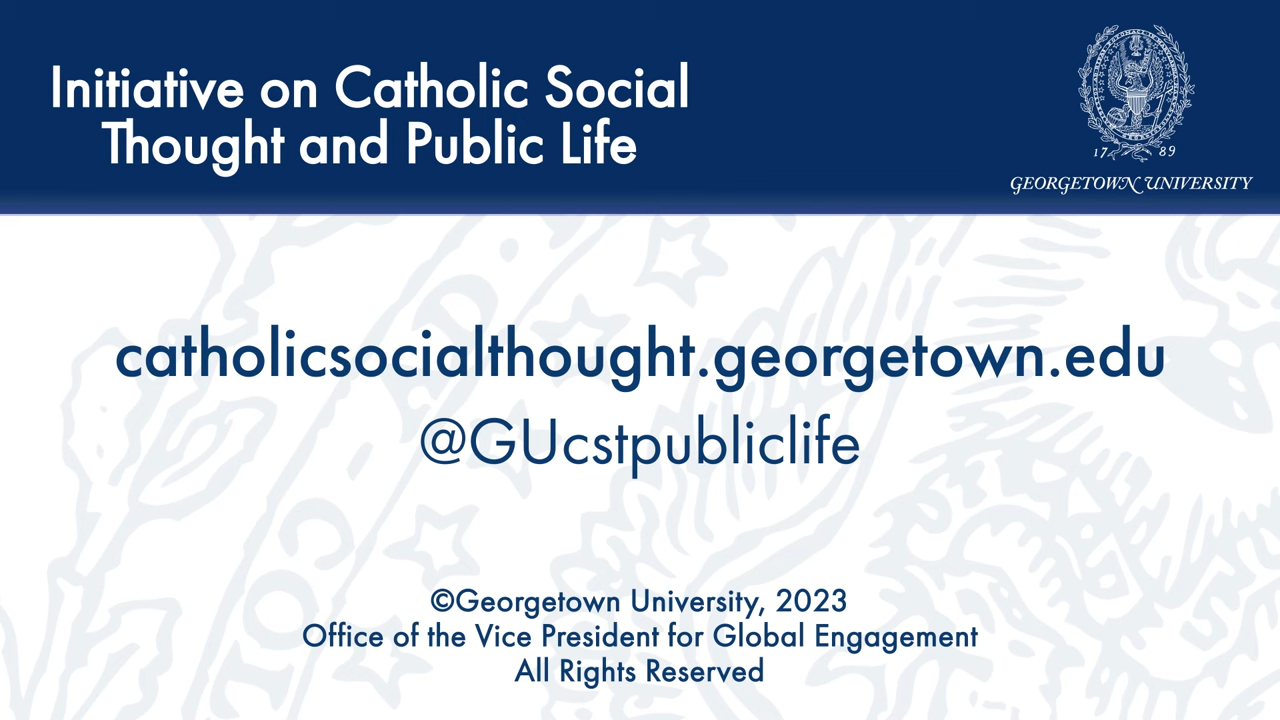 Initiative on Catholic Social
Thought and Public Life
17 89
GEORGETOWN UNIVERSITY
catholicsocialthought.georgetown.edu
@GUcstpubliclife
©Georgetown University, 2023
Office of the Vice President for Global Engagement
All Rights Reserved